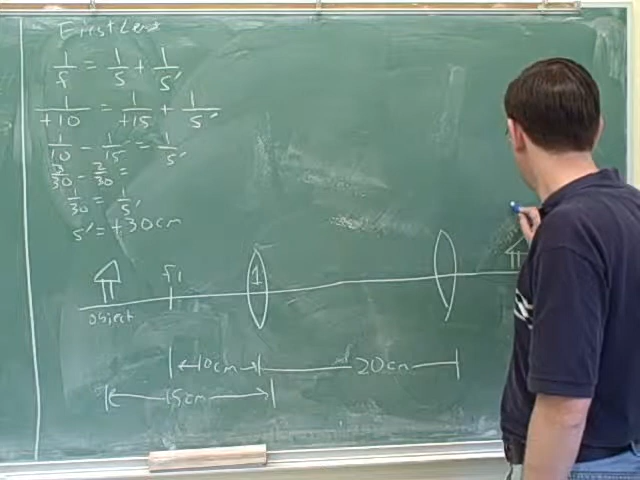 First Lens
1/f = 1/s + 1/s'
1/+10 = 1/+15 + 1/s'
1/10 - 1/15 = 1/s'
3/30 - 2/30 =
1/30 = 1/s'
s' = +30cm
f1
1
object
10cm
20cm
15cm